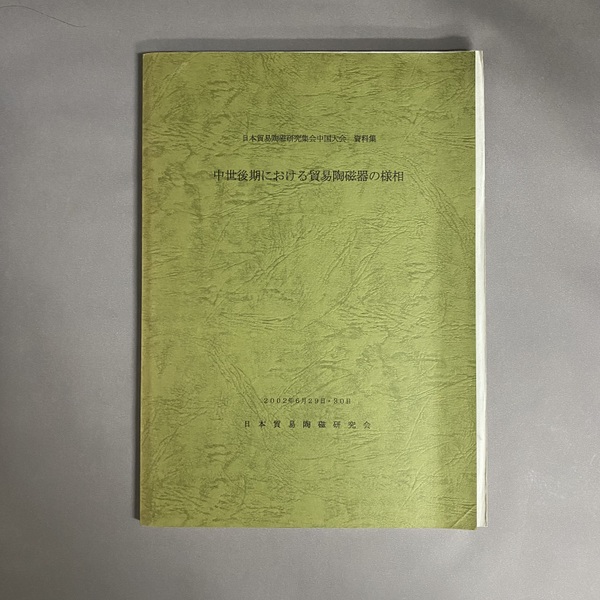 日本貿易陶磁研究集会中国大会 資料集
中世後期における貿易陶磁器の様相
2002年6月29日・30日
日本貿易陶磁研究会